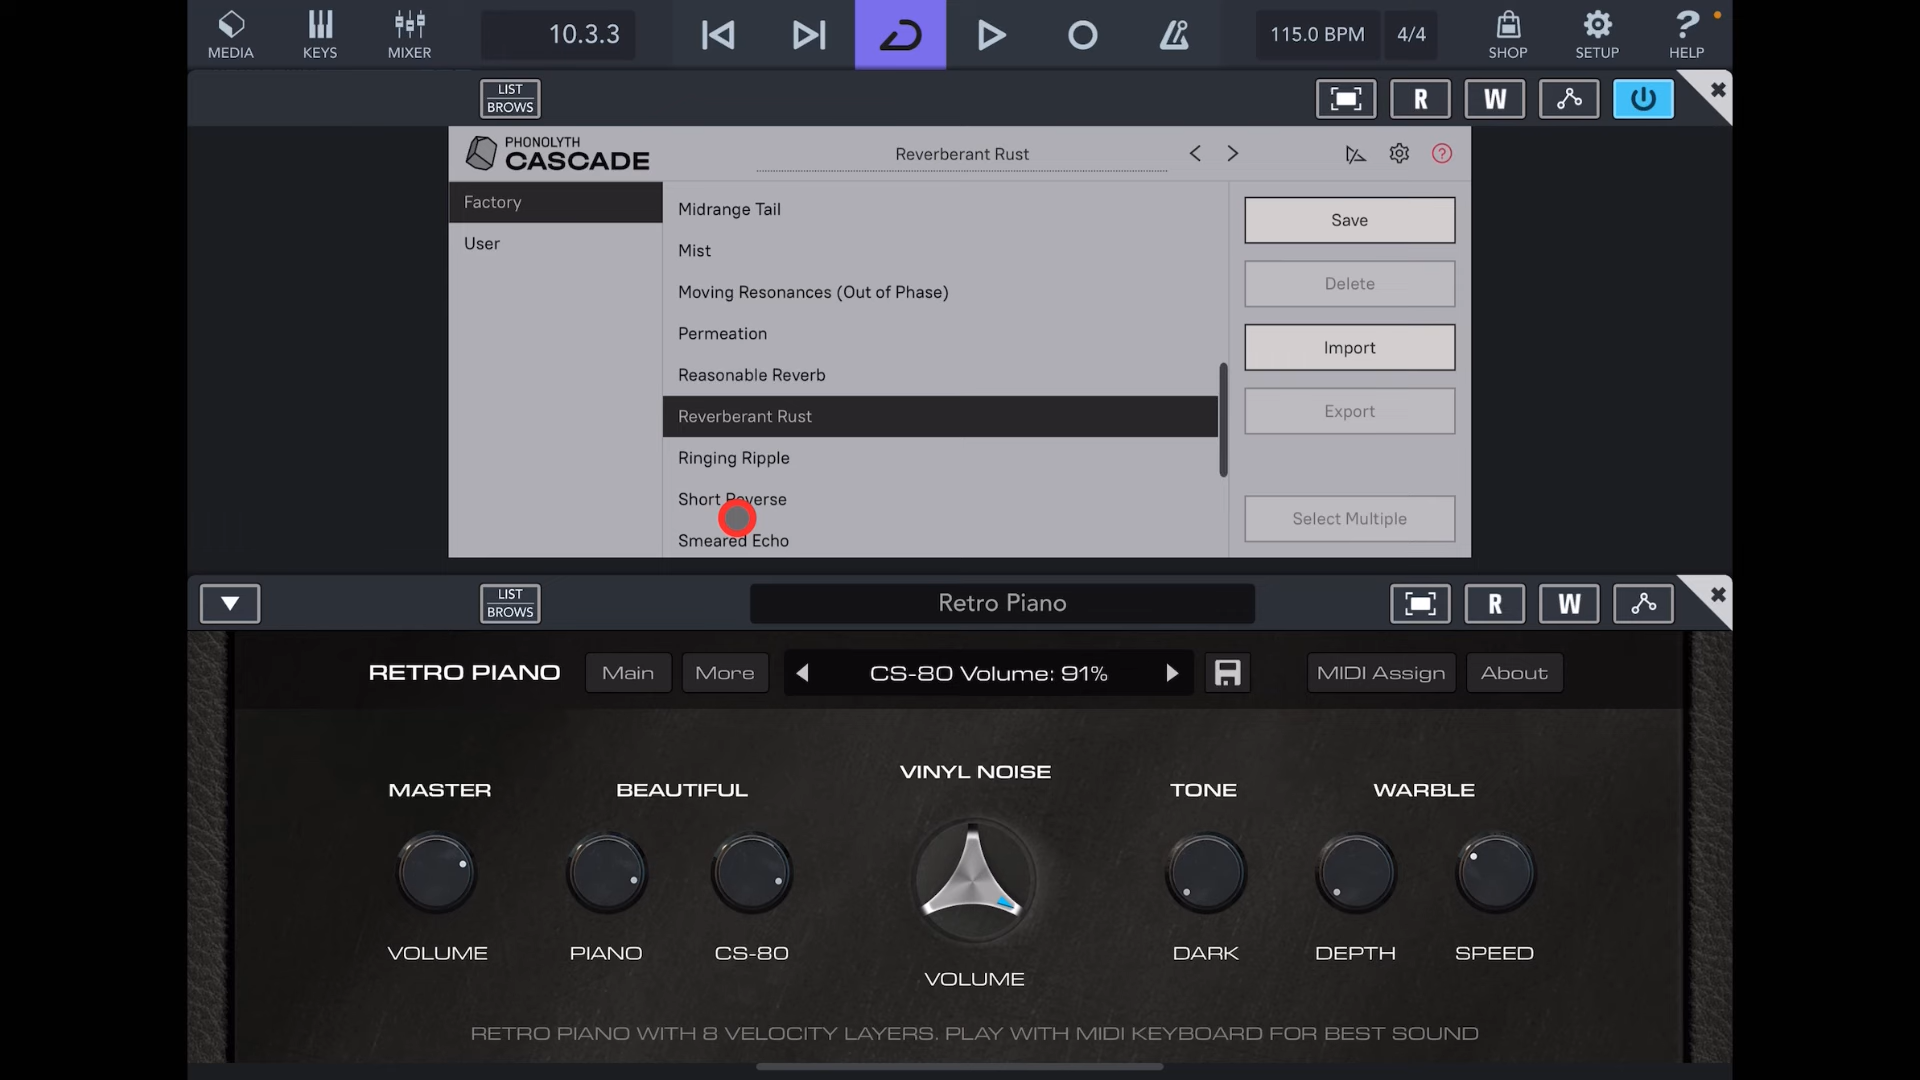 MEDIA
KEYS
MIXER
10.3.3
115.0 BPM
4/4
SHOP
SETUP
HELP
LIST
BROWS
R
W
PHONOLYTH
CASCADE
Reverberant Rust
Factory
User
Midrange Tail
Mist
Moving Resonances (Out of Phase)
Permeation
Reasonable Reverb
Reverberant Rust
Ringing Ripple
Short Reverse
Smeared Echo
Save
Delete
Import
Export
Select Multiple
LIST
BROWS
Retro Piano
R
W
RETRO PIANO
Main
More
CS-80 Volume: 91%
MIDI Assign
About
MASTER
BEAUTIFUL
VINYL NOISE
TONE
WARBLE
VOLUME
PIANO
CS-80
VOLUME
DARK
DEPTH
SPEED
RETRO PIANO WITH 8 VELOCITY LAYERS. PLAY WITH MIDI KEYBOARD FOR BEST SOUND